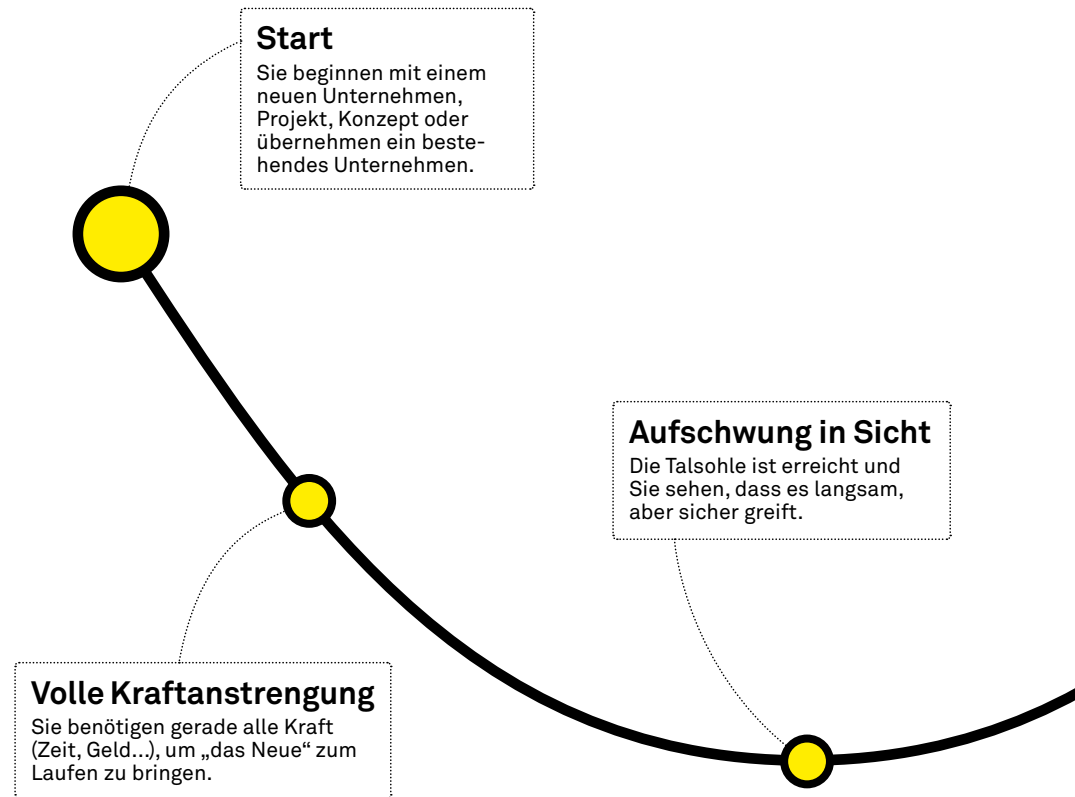 Start
Sie beginnen mit einem
neuen Unternehmen,
Projekt, Konzept oder
übernehmen ein beste-
hendes Unternehmen.
Aufschwung in Sicht
Die Talsohle ist erreicht und
Sie sehen, dass es langsam,
aber sicher greift.
Volle Kraftanstrengung
Sie benötigen gerade alle Kraft
(Zeit, Geld...), um „das Neue“ zum
Laufen zu bringen.